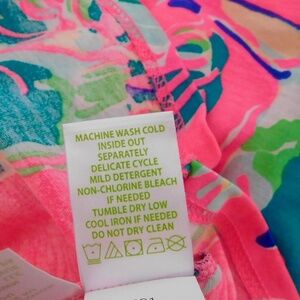 MACHINE WASH COLD
INSIDE OUT
SEPARATELY
DELICATE CYCLE
MILD DETERGENT
NON-CHLORINE BLEACH
IF NEEDED
TUMBLE DRY LOW
COOL IRON IF NEEDED
DO NOT DRY CLEAN